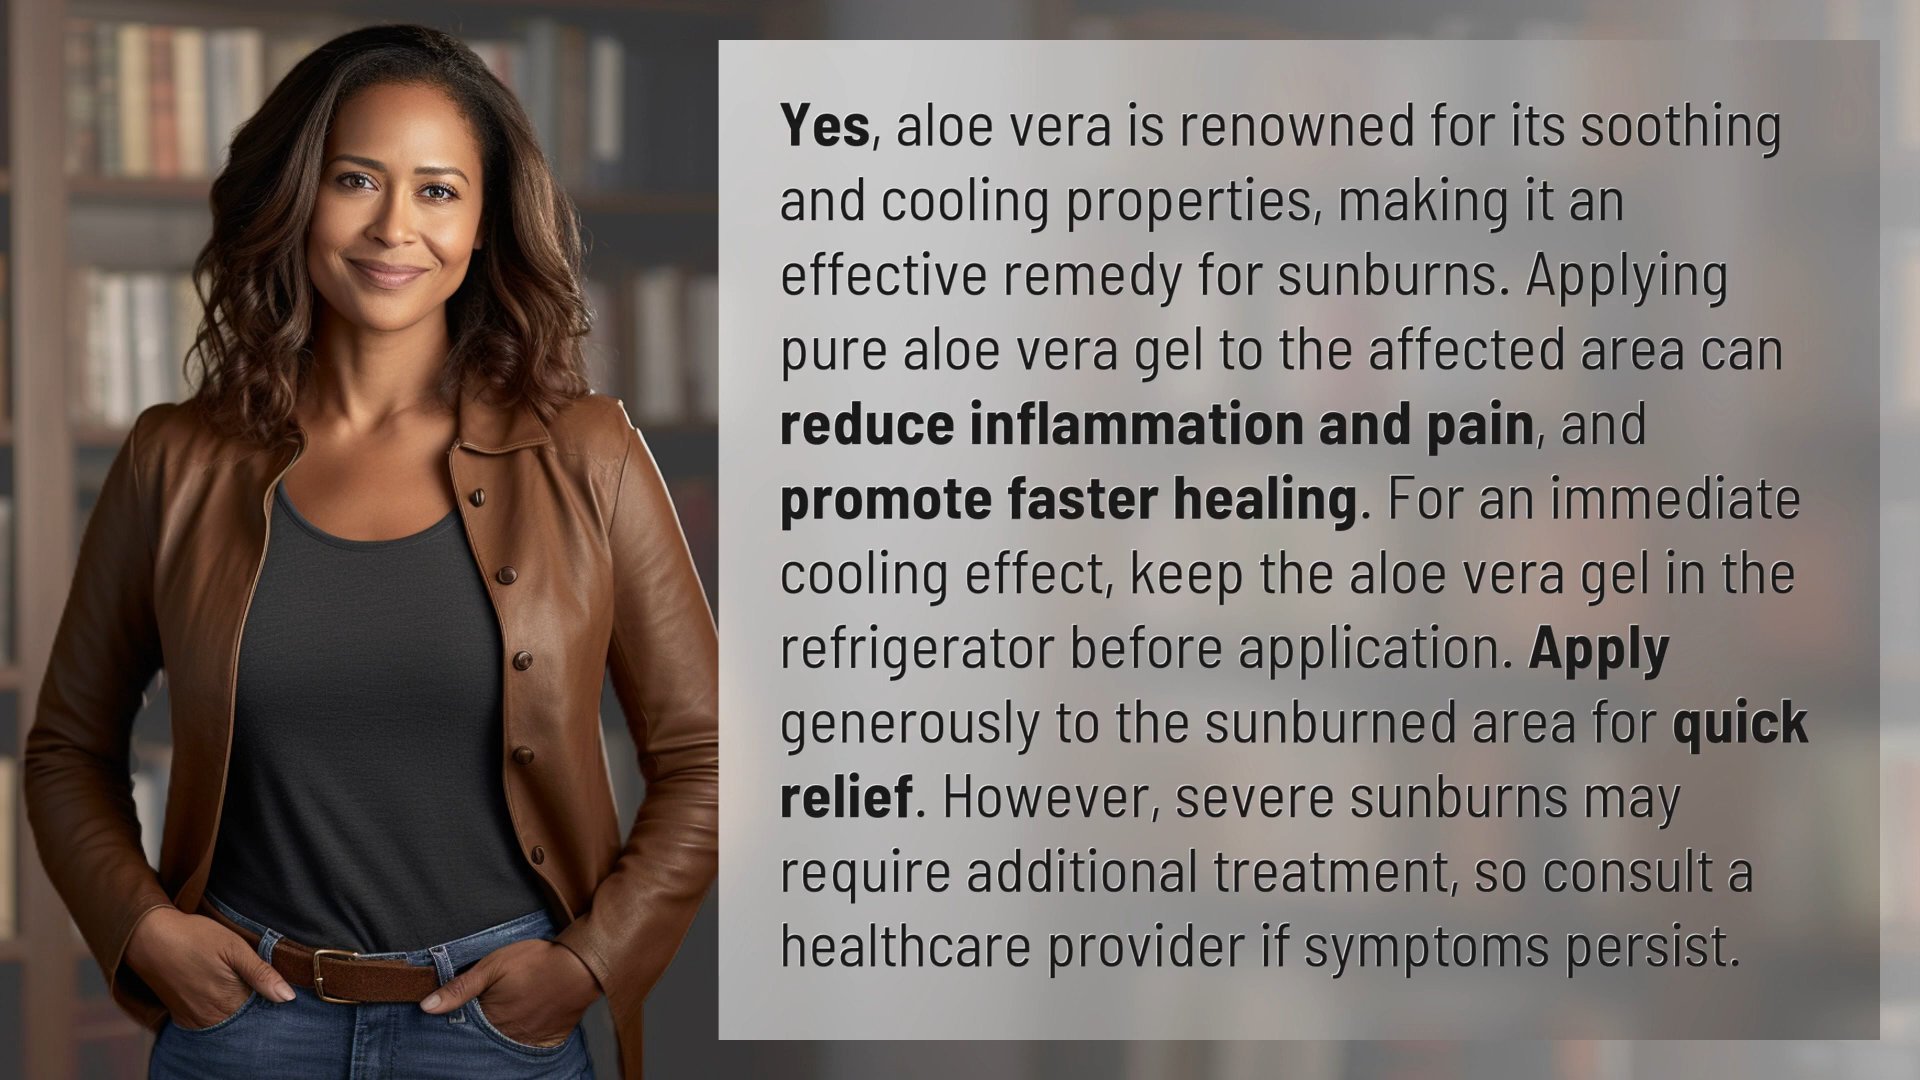 Yes, aloe vera is renowned for its soothing
and cooling properties, making it an
effective remedy for sunburns. Applying
pure aloe vera gel to the affected area can
reduce inflammation and pain, and
promote faster healing. For an immediate
cooling effect, keep the aloe vera gel in the
refrigerator before application. Apply
generously to the sunburned area for quick
relief. However, severe sunburns may
require additional treatment, so consult a
healthcare provider if symptoms persist.